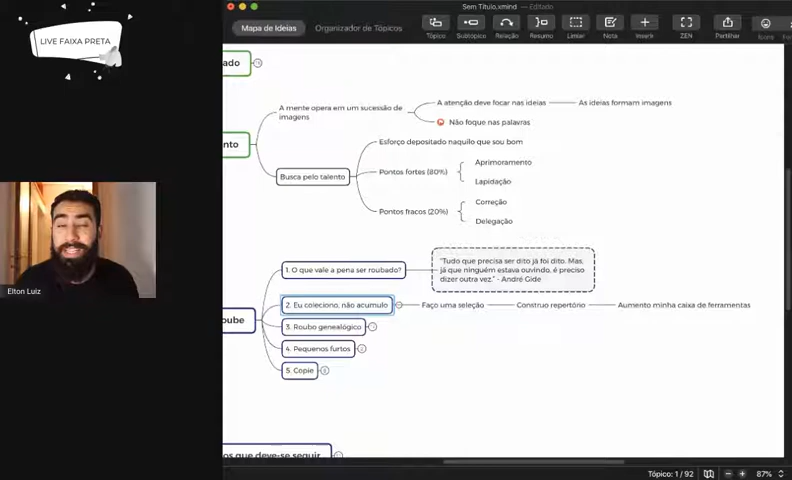 Sem Título.xmind — Editado
LIVE FAIXA PRETA
Mapa de Ideias
Organizador de Tópicos
Tópico
Subtópico
Relação
Resumo
Limitar
Nota
Inserir
ZEN
Partilhar
Ícons
ado
A mente opera em um sucessão de
imagens
A atenção deve focar nas ideias
As ideias formam imagens
Não foque nas palavras
nto
Busca pelo talento
Esforço depositado naquilo que sou bom
Pontos fortes (80%)
Aprimoramento
Lapidação
Pontos fracos (20%)
Correção
Delegação
1. O que vale a pena ser roubado?
"Tudo que precisa ser dito já foi dito. Mas,
já que ninguém estava ouvindo, é preciso
dizer outra vez." - André Gide
Elton Luiz
oube
2. Eu coleciono, não acumulo
Faço uma seleção
Construo repertório
Aumento minha caixa de ferramentas
3. Roubo genealógico
4. Pequenos furtos
5. Copie
os que deve-se seguir
Tópico: 1 / 92
87%